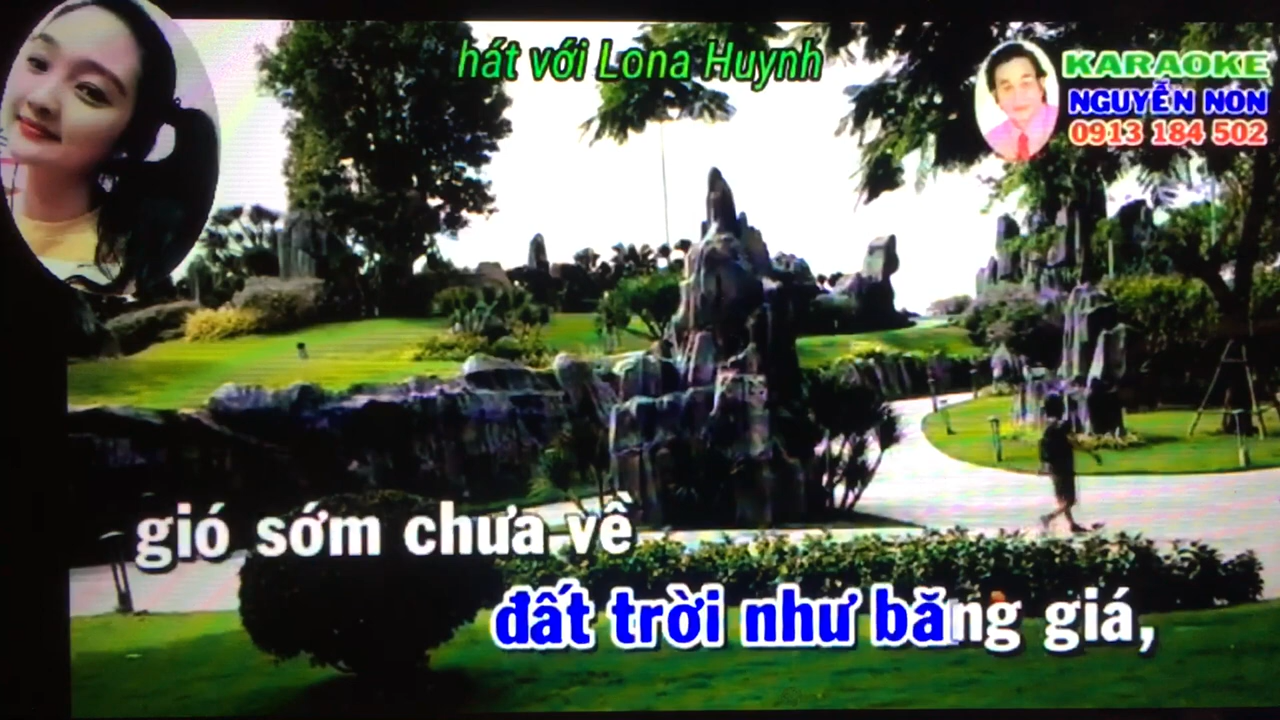 hát với Lona Huynh
KARAOKE
NGUYỄN NON
0913 184 502
gió sớm chưa về
đất trời như băng giá,